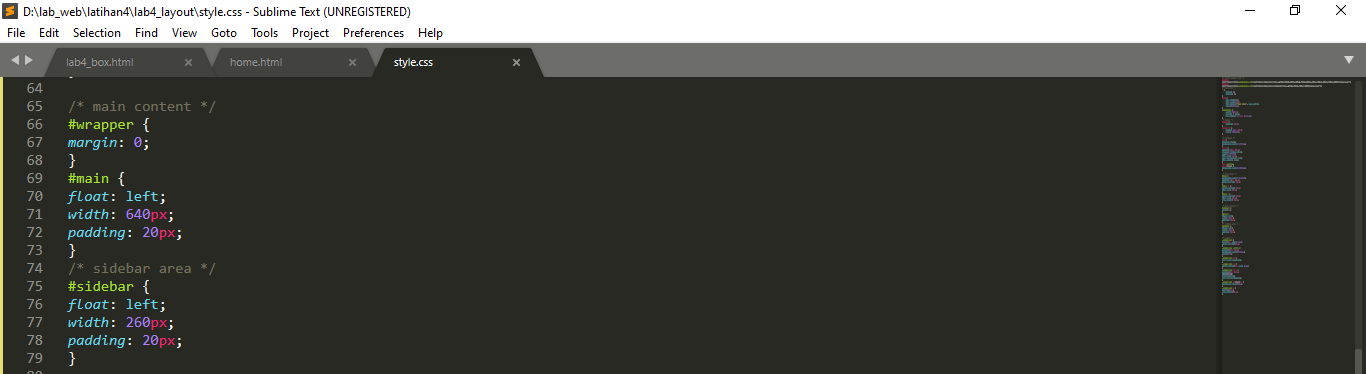 D:\lab_web\latihan4\lab4_layout\style.css - Sublime Text (UNREGISTERED)
File Edit Selection Find View Goto Tools Project Preferences Help
lab4_box.html home.html style.css
64
65 /* main content */
66 #wrapper {
67 margin: 0;
68 }
69 #main {
70 float: left;
71 width: 640px;
72 padding: 20px;
73 }
74 /* sidebar area */
75 #sidebar {
76 float: left;
77 width: 260px;
78 padding: 20px;
79 }